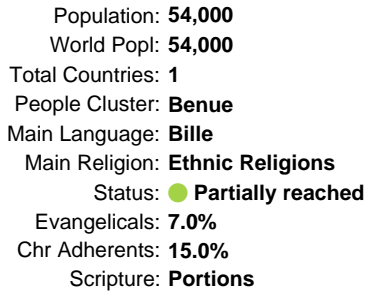 Population: 54,000
World Popl: 54,000
Total Countries: 1
People Cluster: Benue
Main Language: Bille
Main Religion: Ethnic Religions
Status: Partially reached
Evangelicals: 7.0%
Chr Adherents: 15.0%
Scripture: Portions